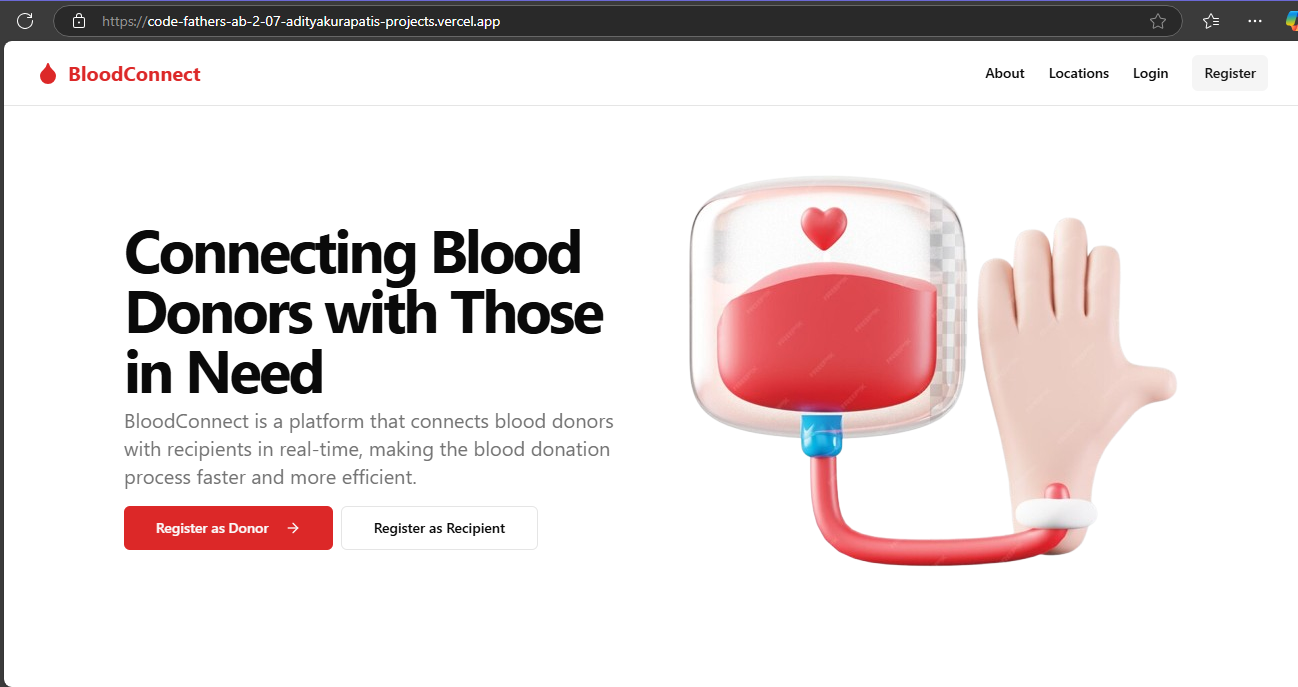 https://code-fathers-ab-2-07-adityakurapatis-projects.vercel.app
BloodConnect
About
Locations
Login
Register
Connecting Blood
Donors with Those
in Need
BloodConnect is a platform that connects blood donors
with recipients in real-time, making the blood donation
process faster and more efficient.
Register as Donor →
Register as Recipient